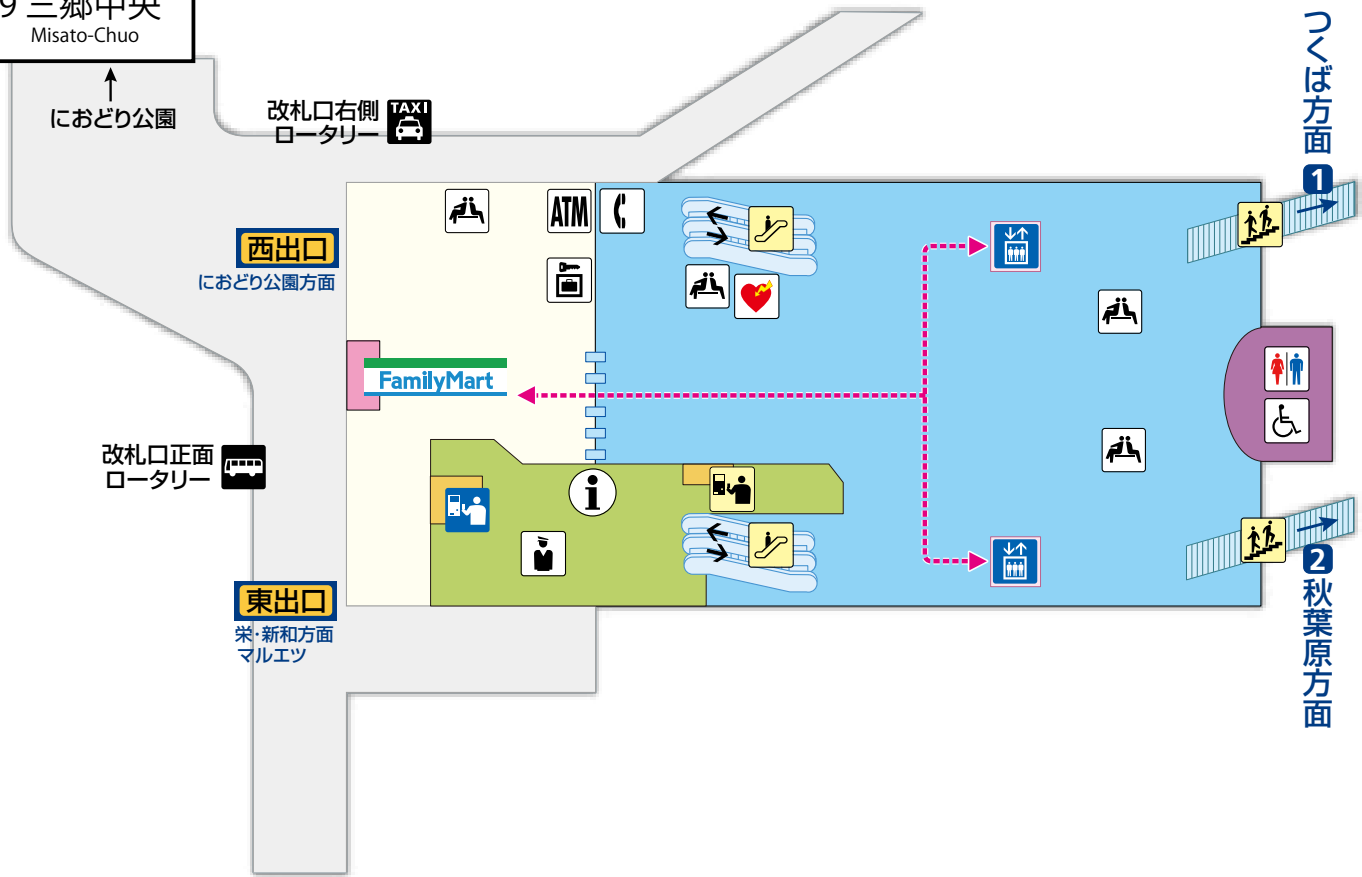 9 三郷中央
Misato-Chuo
におどり公園
改札口右側
ロータリー
TAXI
つくば方面
1
西出口
におどり公園方面
ATM
FamilyMart
改札口正面
ロータリー
i
東出口
栄・新和方面
マルエツ
2
秋葉原方面